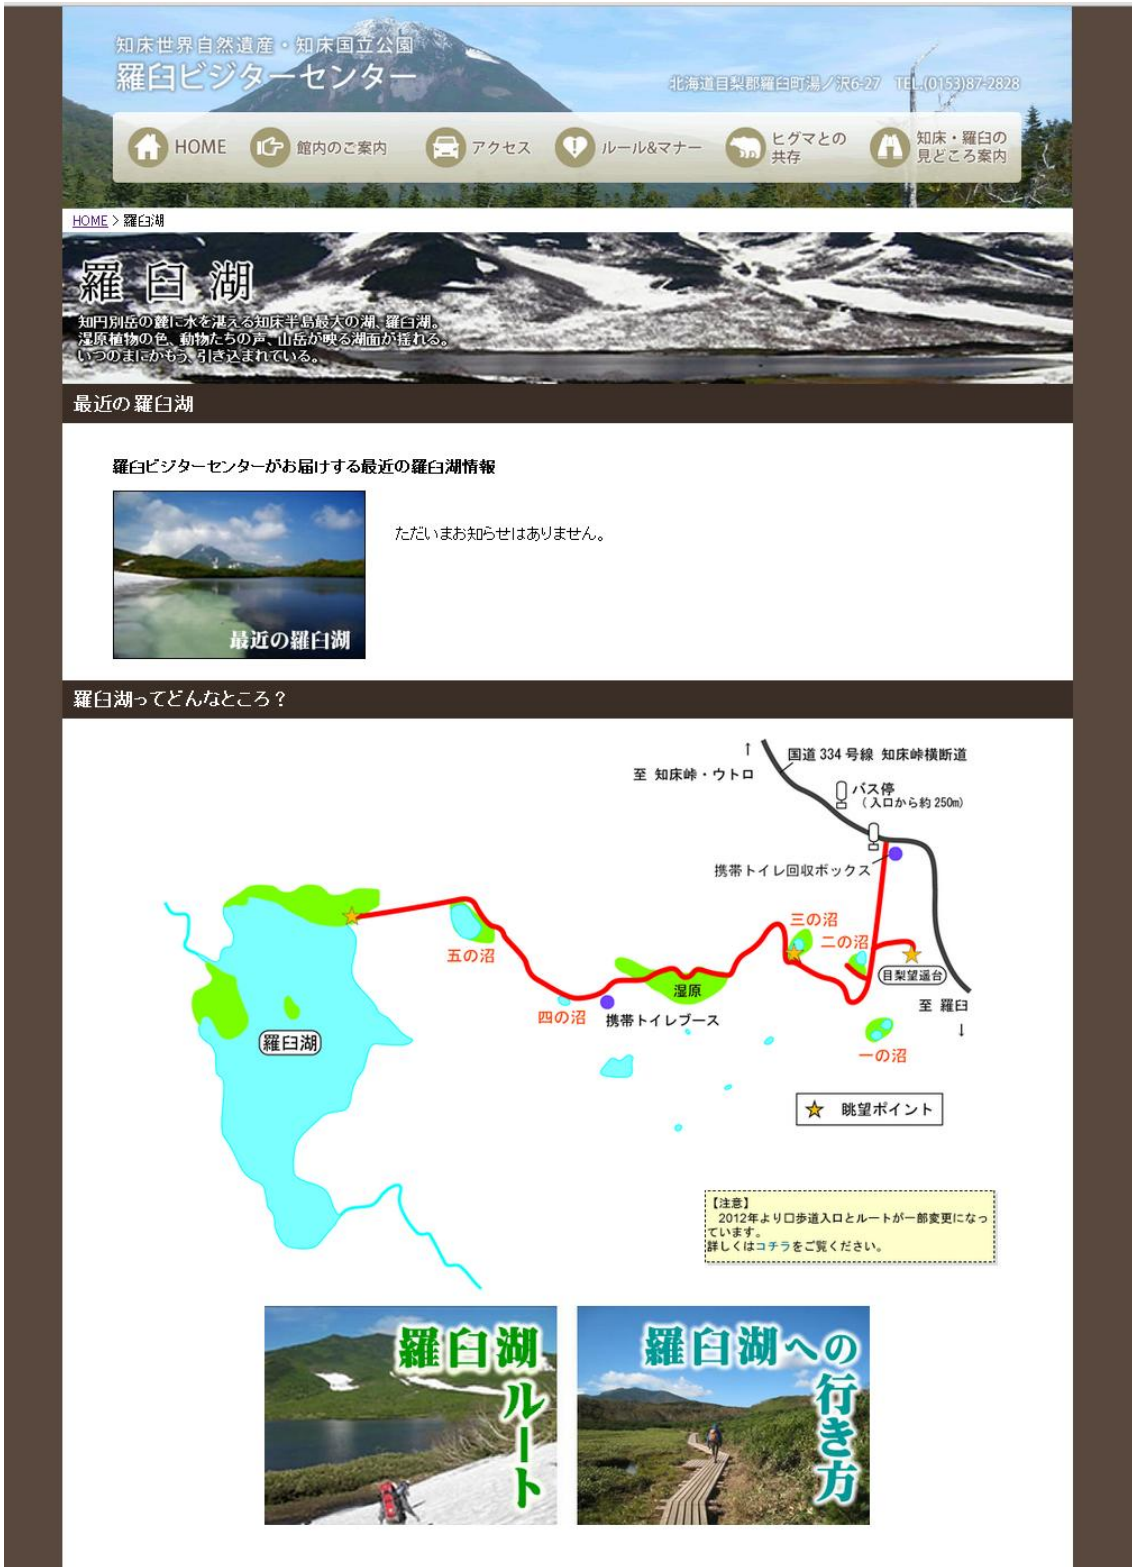 知床世界自然遺産・知床国立公園
羅臼ビジターセンター
北海道目梨郡羅臼町湯ノ沢6-27 TEL.(0153)87-2828
HOME
館内のご案内
アクセス
ルール&マナー
ヒグマとの
共存
知床・羅臼の
見どころ案内
HOME > 羅臼湖
羅臼湖
知円別岳の麓に水を湛える知床半島最大の湖、羅臼湖。
湿原植物の色、動物たちの声、山岳が映る湖面が揺れる。
いつのまにかもう、引き込まれている。
最近の羅臼湖
羅臼ビジターセンターがお届けする最近の羅臼湖情報
ただいまお知らせはありません。
最近の羅臼湖
羅臼湖ってどんなところ？
↑
国道 334 号線 知床峠横断道
至 知床峠・ウトロ
バス停
（入口から約 250m）
携帯トイレ回収ボックス
三の沼
二の沼
五の沼
目梨望遥台
湿原
至 羅臼
↓
四の沼
携帯トイレブース
羅臼湖
一の沼
眺望ポイント
【注意】
2012年より口歩道入口とルートが一部変更になっ
ています。
詳しくはコチラをご覧ください。
羅臼湖
ルート
羅臼湖への
行き方